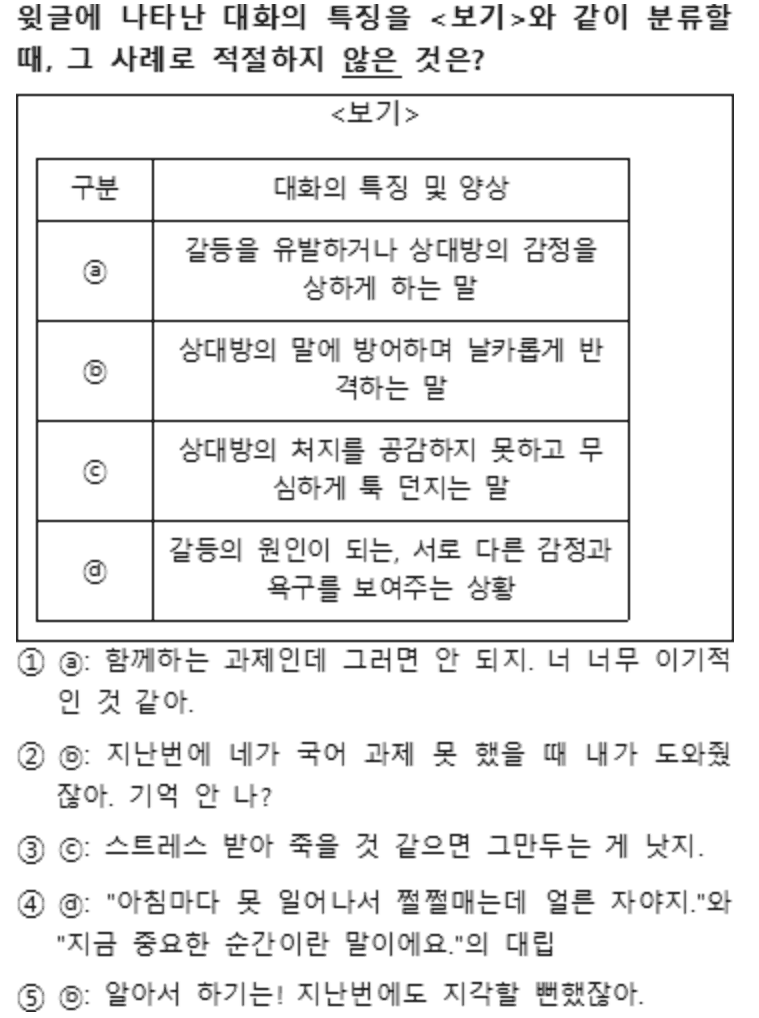 윗글에 나타난 대화의 특징을 <보기>와 같이 분류할
때, 그 사례로 적절하지 않은 것은?
<보기>
구분 대화의 특징 및 양상
ⓐ 갈등을 유발하거나 상대방의 감정을
상하게 하는 말
ⓑ 상대방의 말에 방어하며 날카롭게 반
격하는 말
ⓒ 상대방의 처지를 공감하지 못하고 무
심하게 툭 던지는 말
ⓓ 갈등의 원인이 되는, 서로 다른 감정과
욕구를 보여주는 상황
① ⓐ: 함께하는 과제인데 그러면 안 되지. 너 너무 이기적
인 것 같아.
② ⓑ: 지난번에 네가 국어 과제 못 했을 때 내가 도와줬
잖아. 기억 안 나?
③ ⓒ: 스트레스 받아 죽을 것 같으면 그만두는 게 낫지.
④ ⓓ: "아침마다 못 일어나서 쩔쩔매는데 얼른 자야지."와
"지금 중요한 순간이란 말이에요."의 대립
⑤ ⓑ: 알아서 하기는! 지난번에도 지각할 뻔했잖아.